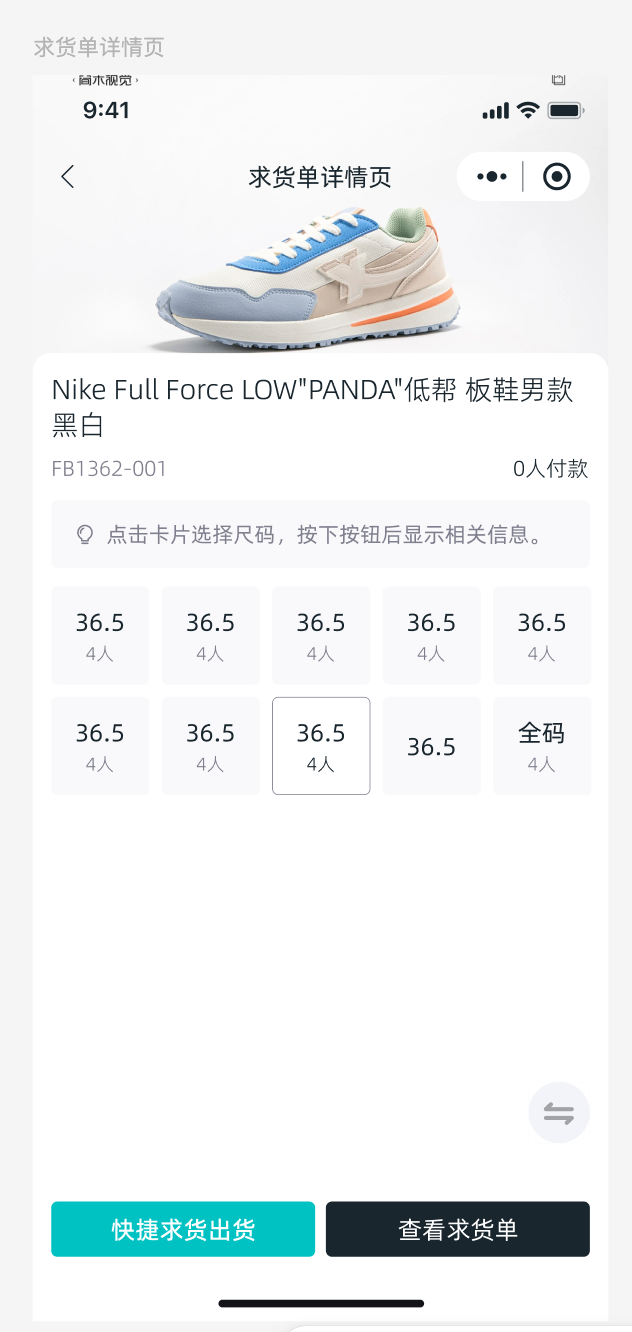 求货单详情页
9:41
求货单详情页
Nike Full Force LOW"PANDA"低帮 板鞋男款
黑白
FB1362-001
0人付款
点击卡片选择尺码，按下按钮后显示相关信息。
36.5 36.5 36.5 36.5 36.5
4人 4人 4人 4人 4人
36.5 36.5 36.5 36.5 全码
4人 4人 4人 4人
快捷求货出货
查看求货单